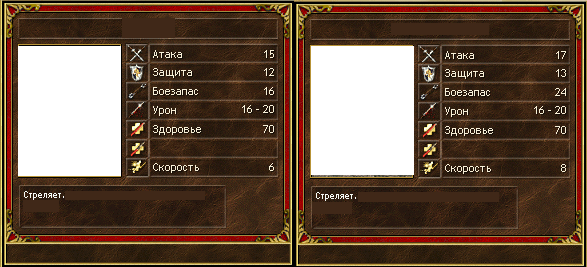 Атака 15
Защита 12
Боезапас 16
Урон 16 - 20
Здоровье 70
Скорость 6
Стреляет.
Атака 17
Защита 13
Боезапас 24
Урон 16 - 20
Здоровье 70
Скорость 8
Стреляет.